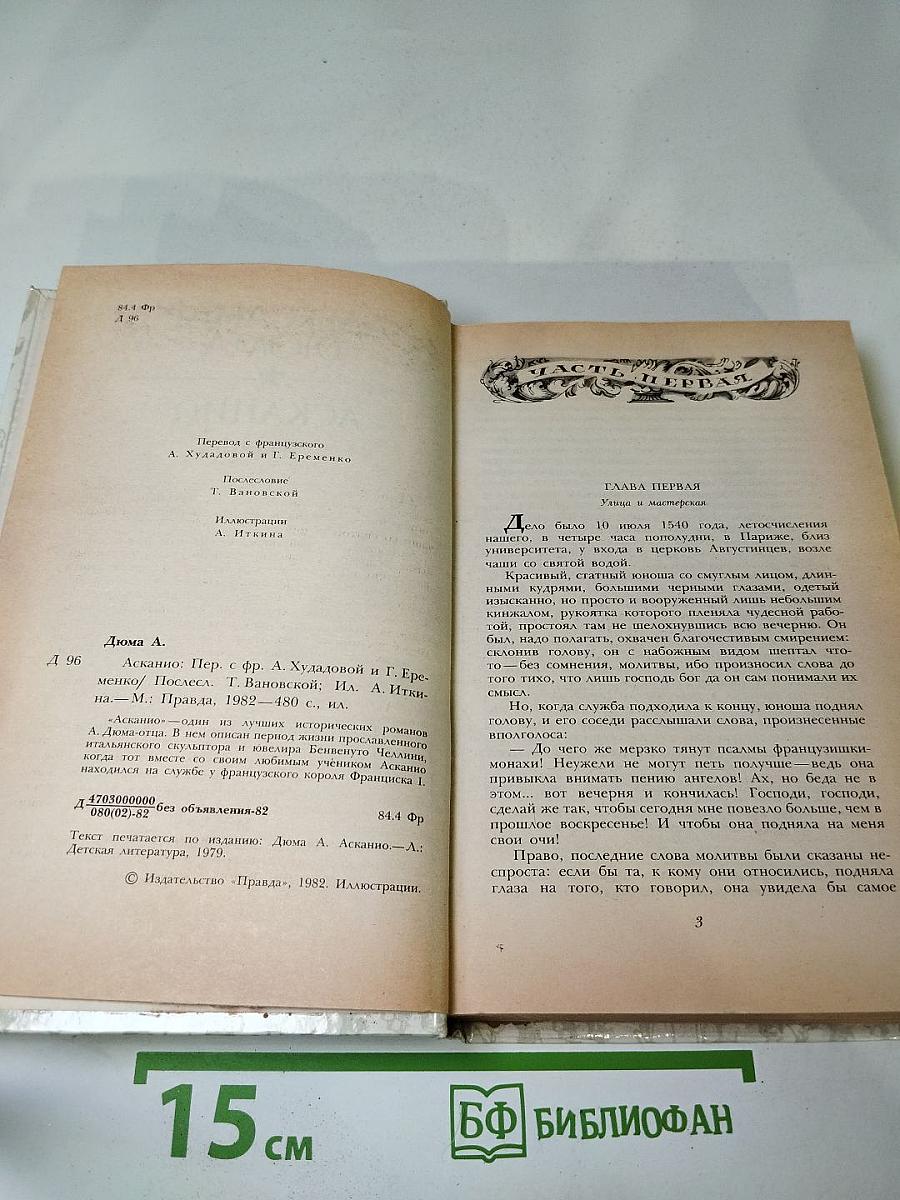 84.4 Фр
Д 96
Перевод с французского
А. Худадовой и Г. Еременко
Послесловие
Т. Вановской
Иллюстрации
А. Иткина
Дюма А.
Д 96
Асканио: Пер. с фр. А. Худадовой и Г. Ере-
менко/ Послесл. Т. Вановской; Ил. А. Итки-
на.— М.: Правда, 1982—480 с., ил.
«Асканио»—один из лучших исторических романов
А. Дюма-отца. В нем описан период жизни прославленного
итальянского скульптора и ювелира Бенвенуто Челлини,
когда тот вместе со своим любимым учеником Асканио
находился на службе у французского короля Франциска I.
Д 4703000000 без объявления-82
080(02)-82
84.4 Фр
Текст печатается по изданию: Дюма А. Асканио.—Л.:
Детская литература, 1979.
© Издательство «Правда», 1982. Иллюстрации.
ЧАСТЬ ПЕРВАЯ
ГЛАВА ПЕРВАЯ
Улица и мастерская
Дело было 10 июля 1540 года, летосчисления
нашего, в четыре часа пополудни, в Париже, близ
университета, у входа в церковь Августинцев, возле
чаши со святой водой.
Красивый, статный юноша со смуглым лицом, длин-
ными кудрями, большими черными глазами, одетый
изысканно, но просто и вооруженный лишь небольшим
кинжалом, рукоятка которого пленяла чудесной рабо-
той, простоял там не шелохнувшись всю вечерню. Он
был, надо полагать, охвачен благочестивым смирением:
склонив голову, он с набожным видом шептал что-
то—без сомнения, молитвы, ибо произносил слова до
того тихо, что лишь господь бог да он сам понимали их
смысл.
Но, когда служба подходила к концу, юноша поднял
голову, и его соседи расслышали слова, произнесенные
вполголоса:
— До чего же мерзко тянут псалмы французишки-
монахи! Неужели не могут петь получше—ведь она
привыкла внимать пению ангелов! Ах, но беда не в
этом... вот вечерня и кончилась! Господи, господи,
сделай же так, чтобы сегодня мне повезло больше, чем в
прошлое воскресенье! И чтобы она подняла на меня
свои очи!
Право, последние слова молитвы были сказаны не-
спроста: если бы та, к кому они относились, подняла
глаза на того, кто говорил, она увидела бы самое
3
15 см
БФ БИБЛИОФАН